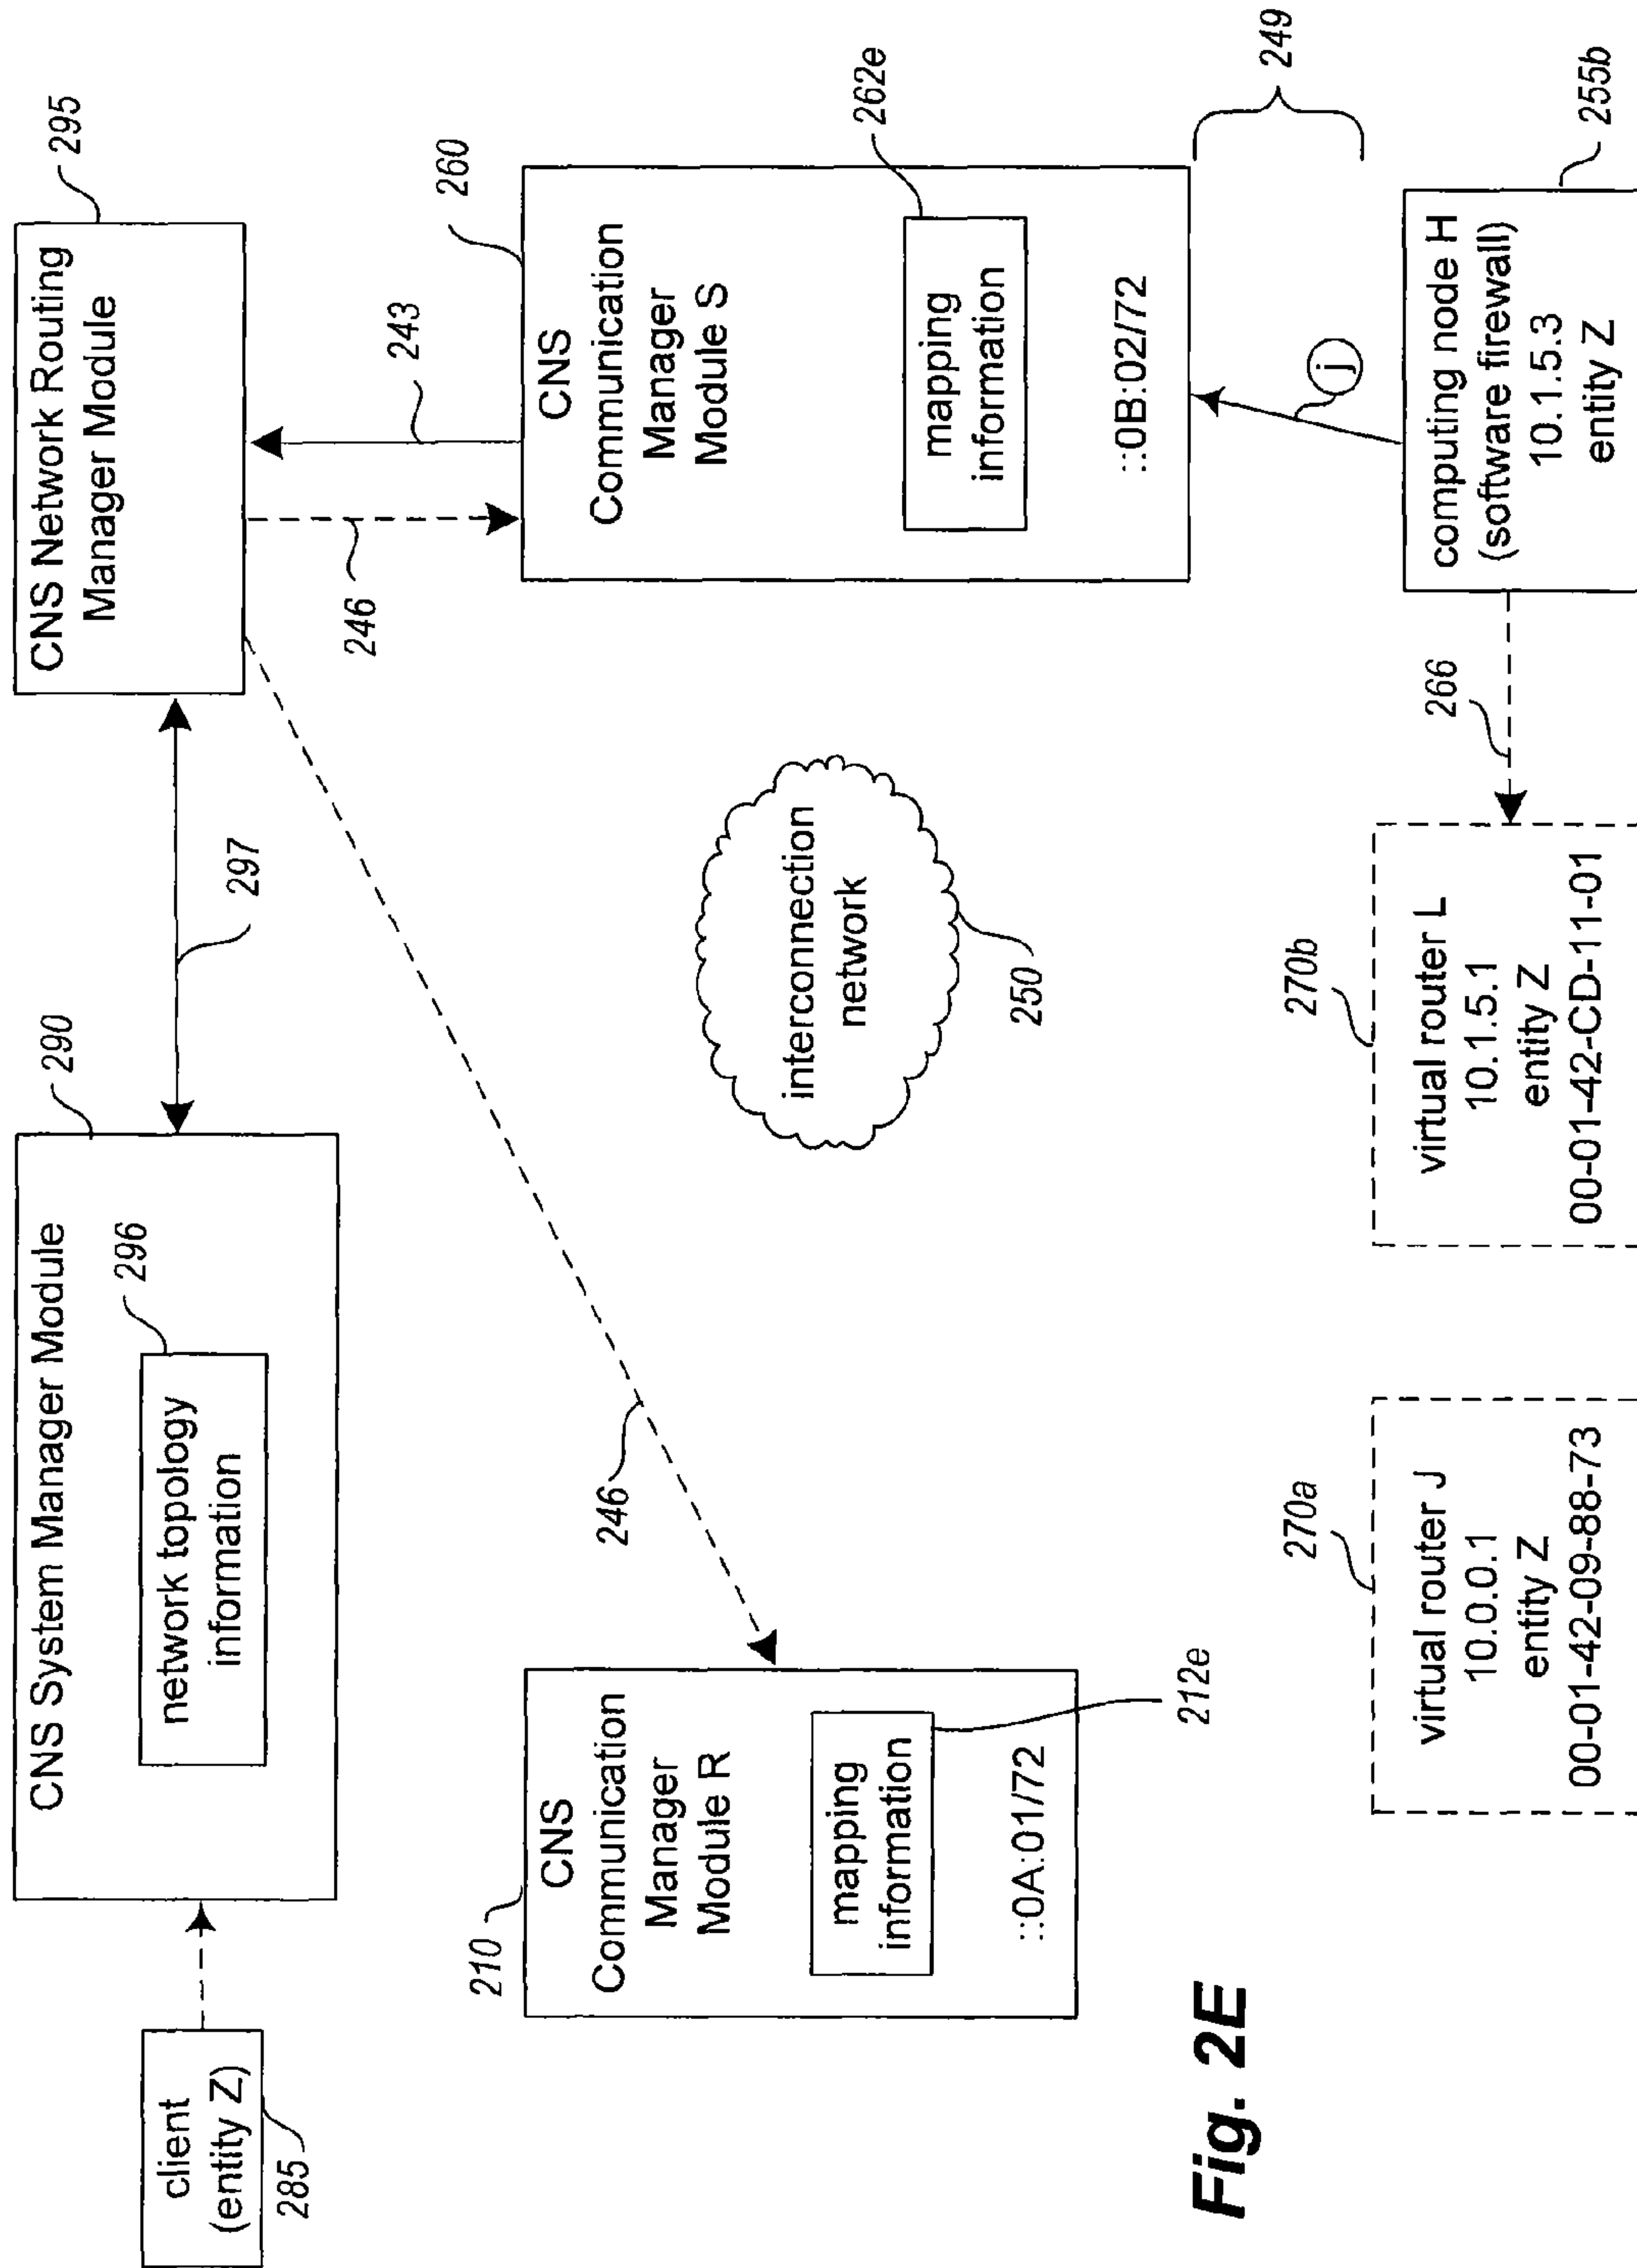 client
(entity Z)
285
CNS System Manager Module
290
network topology
information
296
297
CNS Network Routing
Manager Module
295
246
246
243
210
CNS
Communication
Manager
Module R
mapping
information
212e
::0A:01/72
interconnection
network
250
260
CNS
Communication
Manager
Module S
mapping
information
262e
::0B:02/72
249
j
270a
virtual router J
10.0.0.1
entity Z
00-01-42-09-88-73
270b
virtual router L
10.1.5.1
entity Z
00-01-42-CD-11-01
266
computing node H
(software firewall)
10.1.5.3
entity Z
255b
Fig. 2E